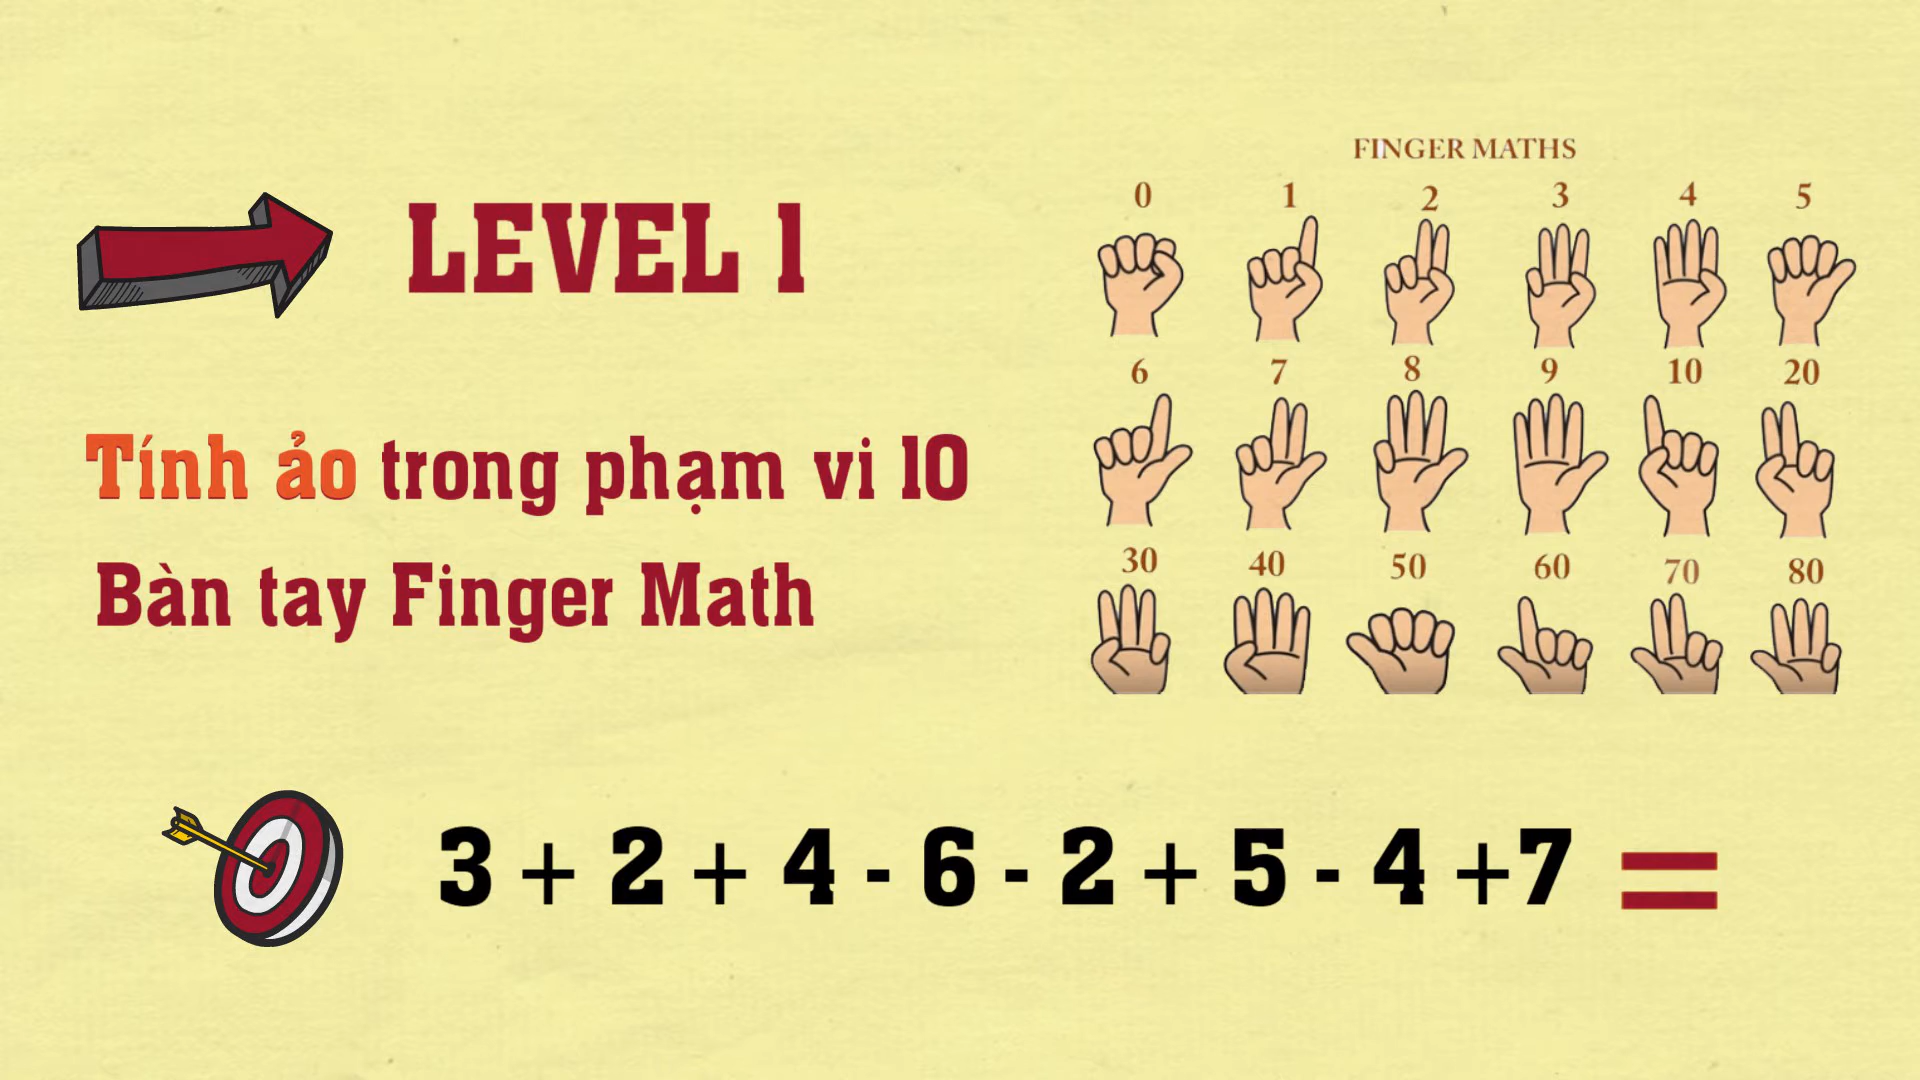 LEVEL 1
Tính ảo trong phạm vi 10
Bàn tay Finger Math
FINGER MATHS
0 1 2 3 4 5
6 7 8 9 10 20
30 40 50 60 70 80
3 + 2 + 4 - 6 - 2 + 5 - 4 +7 =